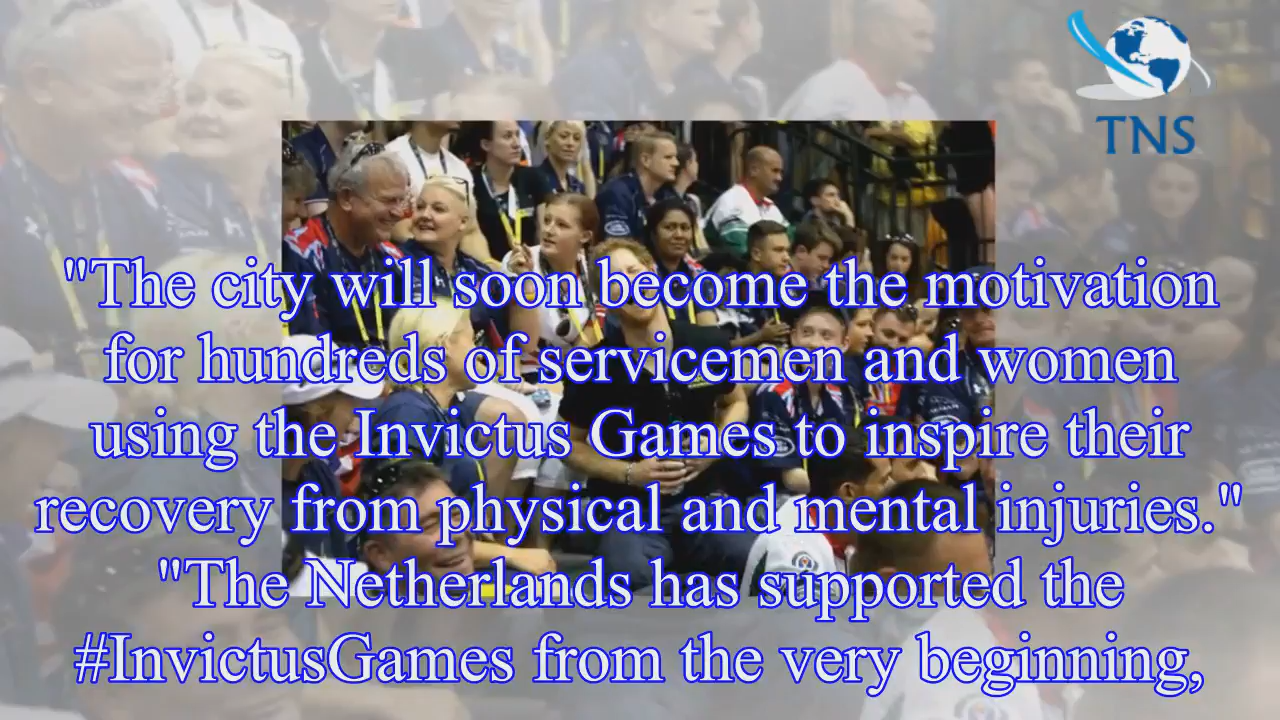 TNS
"The city will soon become the motivation
for hundreds of servicemen and women
using the Invictus Games to inspire their
recovery from physical and mental injuries."
"The Netherlands has supported the
#InvictusGames from the very beginning,